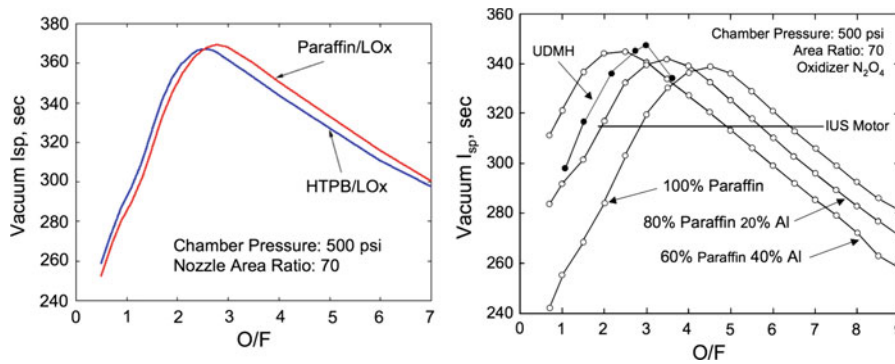 380
360
340
320
300
280
260
240
0
1
2
3
4
5
6
7
Vacuum Isp, sec
O/F
Paraffin/LOx
HTPB/LOx
Chamber Pressure: 500 psi
Nozzle Area Ratio: 70
360
340
320
300
280
260
240
0
1
2
3
4
5
6
7
8
9
Vacuum Isp, sec
O/F
Chamber Pressure: 500 psi
Area Ratio: 70
Oxidizer N₂O₄
UDMH
IUS Motor
100% Paraffin
80% Paraffin 20% Al
60% Paraffin 40% Al